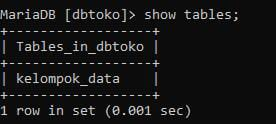 MariaDB [dbtoko]> show tables;
+------------------+
| Tables_in_dbtoko |
+------------------+
| kelompok_data    |
+------------------+
1 row in set (0.001 sec)